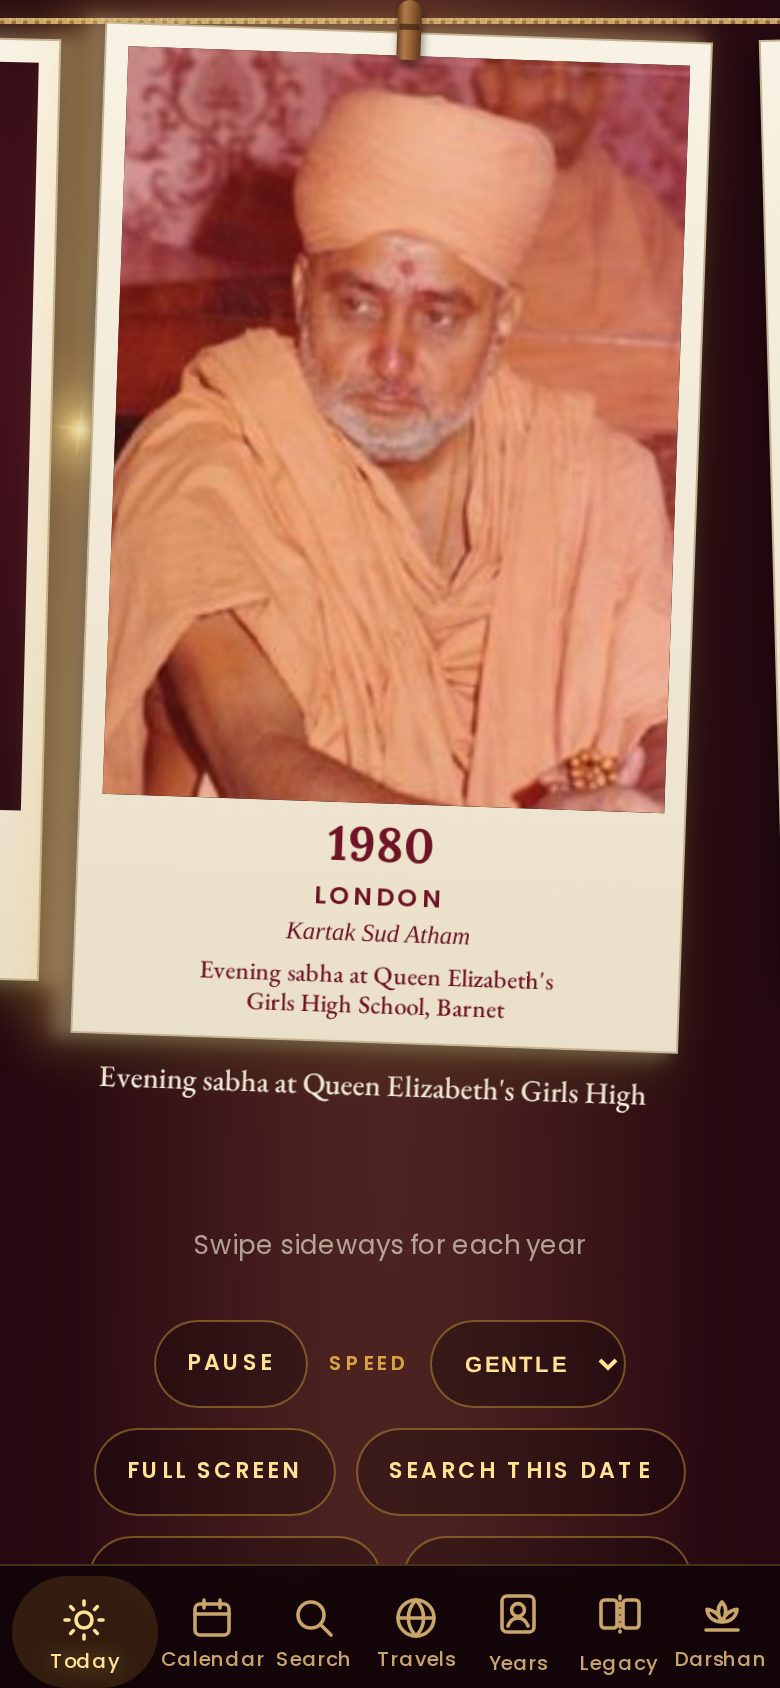 1980
LONDON
Kartak Sud Atham
Evening sabha at Queen Elizabeth's
Girls High School, Barnet
Evening sabha at Queen Elizabeth's Girls High
Swipe sideways for each year
PAUSE
SPEED
GENTLE
FULL SCREEN
SEARCH THIS DATE
Today
Calendar
Search
Travels
Years
Legacy
Darshan